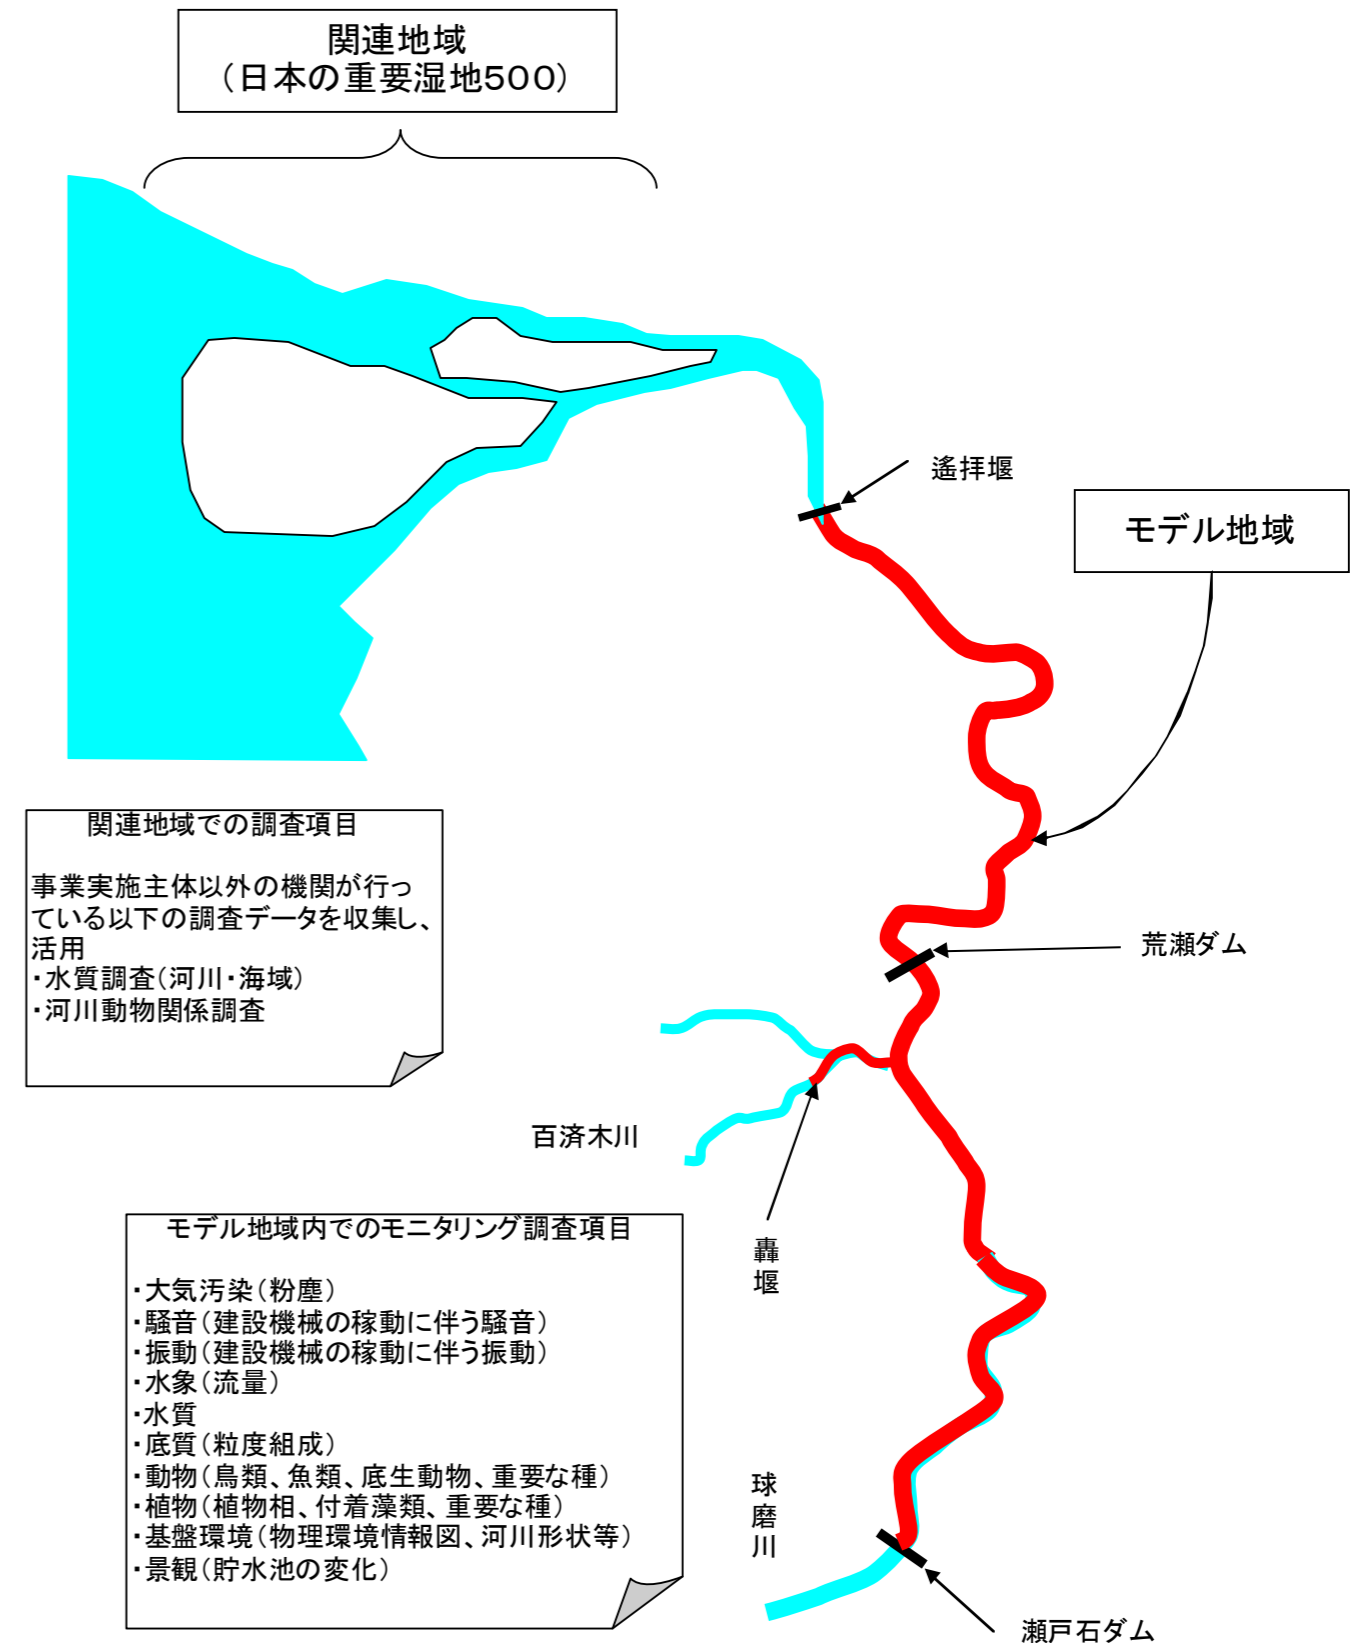 関連地域
（日本の重要湿地500）
遙拝堰
モデル地域
関連地域での調査項目
事業実施主体以外の機関が行っ
ている以下の調査データを収集し、
活用
・水質調査（河川・海域）
・河川動物関係調査
荒瀬ダム
百済木川
轟堰
モデル地域内でのモニタリング調査項目
・大気汚染（粉塵）
・騒音（建設機械の稼動に伴う騒音）
・振動（建設機械の稼動に伴う振動）
・水象（流量）
・水質
・底質（粒度組成）
・動物（鳥類、魚類、底生動物、重要な種）
・植物（植物相、付着藻類、重要な種）
・基盤環境（物理環境情報図、河川形状等）
・景観（貯水池の変化）
球磨川
瀬戸石ダム